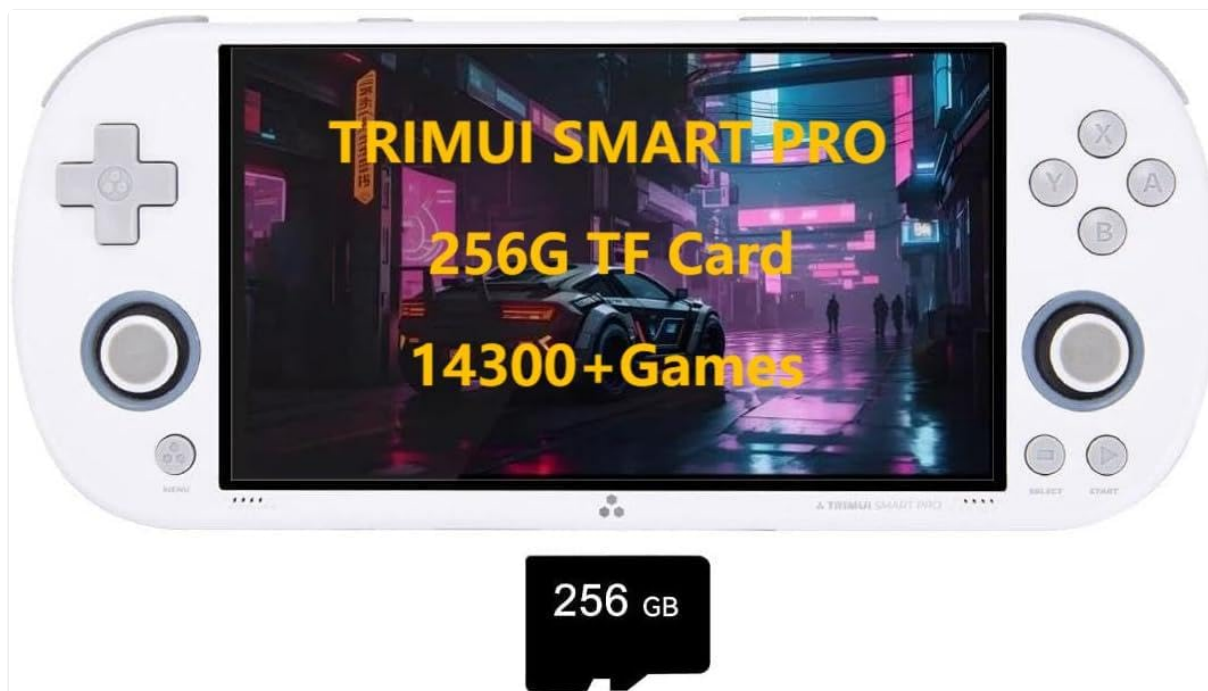 TRIMUI SMART PRO
256G TF Card
14300+Games
X
Y
A
B
MENU
SELECT
START
TRIMUI SMART PRO
256 GB